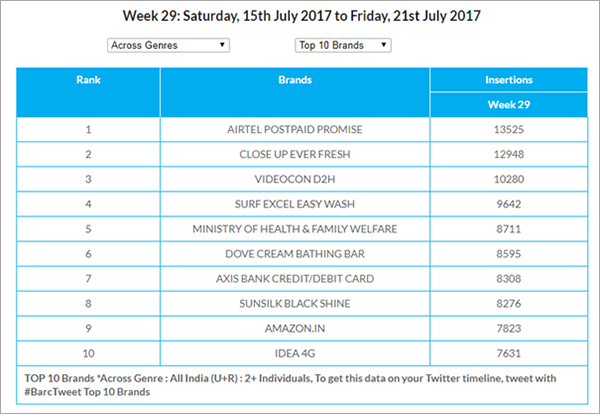 Week 29: Saturday, 15th July 2017 to Friday, 21st July 2017
Across Genres Top 10 Brands
Rank Brands Insertions
Week 29
1 AIRTEL POSTPAID PROMISE 13525
2 CLOSE UP EVER FRESH 12948
3 VIDEOCON D2H 10280
4 SURF EXCEL EASY WASH 9642
5 MINISTRY OF HEALTH & FAMILY WELFARE 8711
6 DOVE CREAM BATHING BAR 8595
7 AXIS BANK CREDIT/DEBIT CARD 8308
8 SUNSILK BLACK SHINE 8276
9 AMAZON.IN 7823
10 IDEA 4G 7631
TOP 10 Brands *Across Genre : All India (U+R) : 2+ Individuals, To get this data on your Twitter timeline, tweet with
#BarcTweet Top 10 Brands